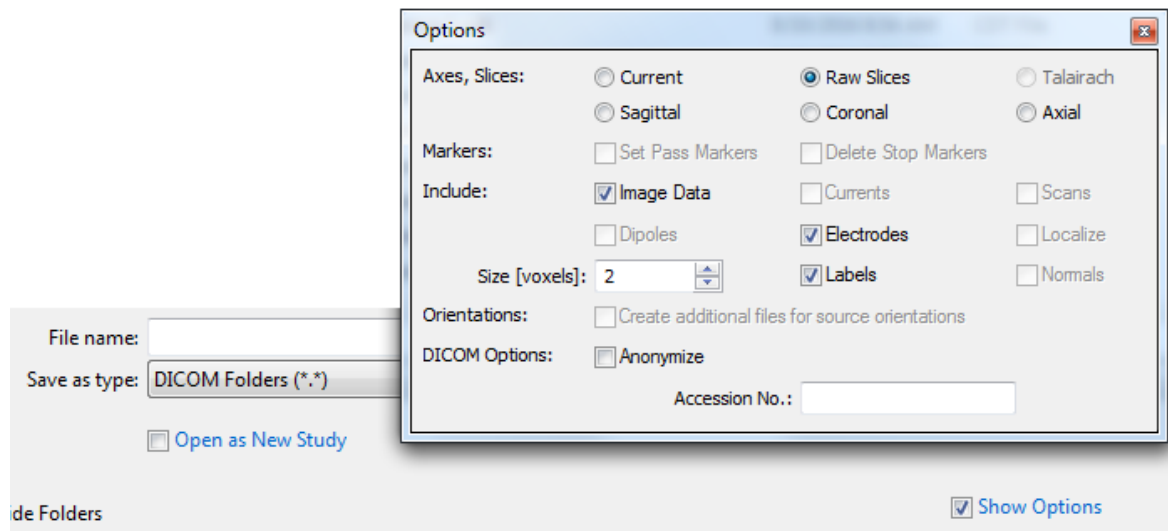 Options
Axes, Slices: Current Raw Slices Talairach
Sagittal Coronal Axial
Markers: Set Pass Markers Delete Stop Markers
Include: Image Data Currents Scans
Dipoles Electrodes Localize
Size [voxels]: 2 Labels Normals
Orientations: Create additional files for source orientations
DICOM Options: Anonymize
Accession No.:
File name:
Save as type: DICOM Folders (*.*)
Open as New Study
ide Folders Show Options